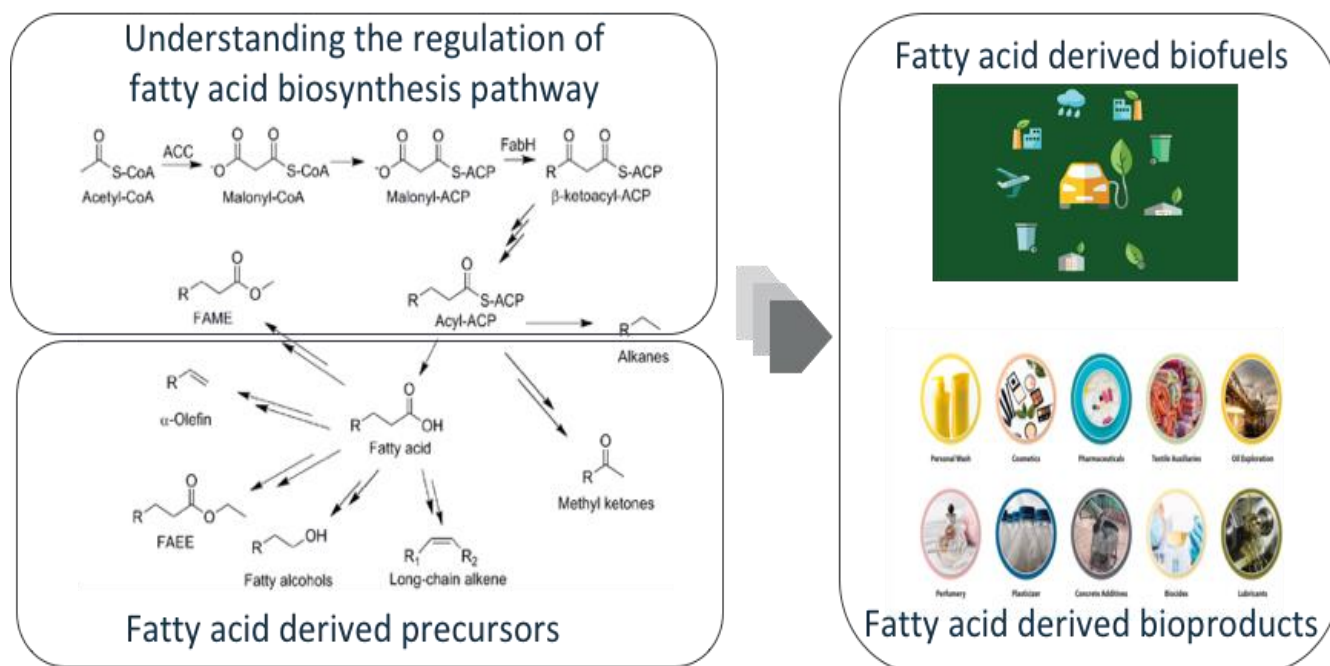 Understanding the regulation of
fatty acid biosynthesis pathway
O
S-CoA
Acetyl-CoA
ACC
O O
-O S-CoA
Malonyl-CoA
O O
-O S-ACP
Malonyl-ACP
FabH
O O
R S-ACP
β-ketoacyl-ACP
O
R O
FAME
O
R S-ACP
Acyl-ACP
R
Alkanes
R
α-Olefin
O
R OH
Fatty acid
O
R
Methyl ketones
O
R O
FAEE
R OH
Fatty alcohols
R1 R2
Long-chain alkene
Fatty acid derived precursors
Fatty acid derived biofuels
Personal Wash Cosmetics Pharmaceuticals Textile Auxiliaries Oil Exploration
Perfumery Plasticizer Concrete Additives Biocides Lubricants
Fatty acid derived bioproducts